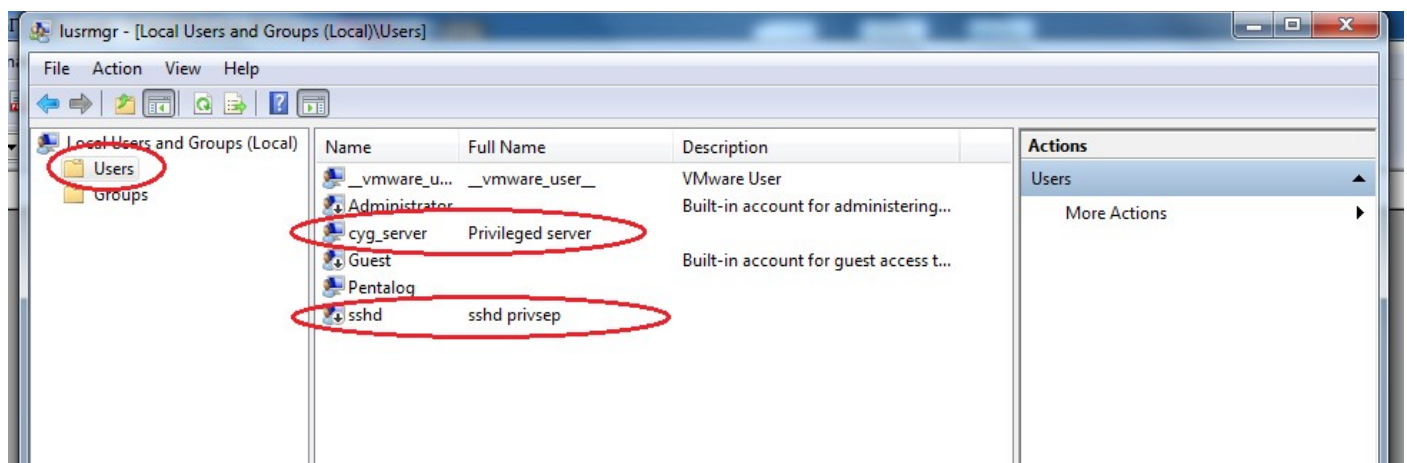 lusrmgr - [Local Users and Groups (Local)\Users]
File Action View Help
Local Users and Groups (Local)
Users
Groups
Name Full Name Description
__vmware_u... __vmware_user__ VMware User
Administrator Built-in account for administering...
cyg_server Privileged server
Guest Built-in account for guest access t...
Pentalog
sshd sshd privsep
Actions
Users
More Actions